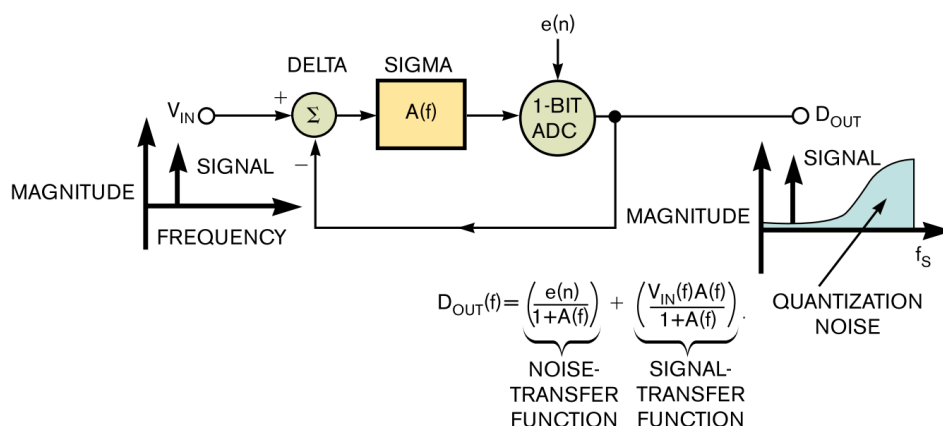 e(n)
DELTA
SIGMA
V_IN
+
Σ
A(f)
1-BIT
ADC
D_OUT
−
SIGNAL
MAGNITUDE
FREQUENCY
SIGNAL
MAGNITUDE
f_S
D_OUT(f) = (e(n) / 1+A(f)) + (V_IN(f)A(f) / 1+A(f)).
QUANTIZATION
NOISE
NOISE-
TRANSFER
FUNCTION
SIGNAL-
TRANSFER
FUNCTION